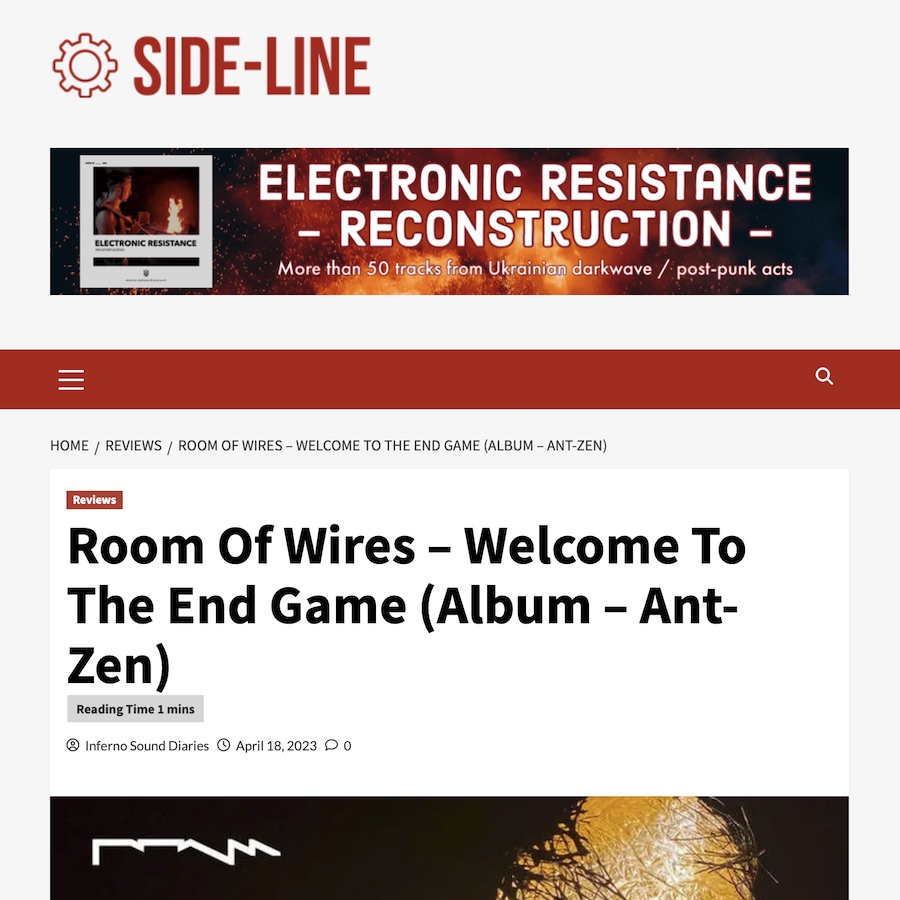 SIDE-LINE
ELECTRONIC RESISTANCE
– RECONSTRUCTION –
More than 50 tracks from Ukrainian darkwave / post-punk acts
ELECTRONIC RESISTANCE
reconstruction
HOME / REVIEWS / ROOM OF WIRES – WELCOME TO THE END GAME (ALBUM – ANT-ZEN)
Reviews
Room Of Wires – Welcome To
The End Game (Album – Ant-
Zen)
Reading Time 1 mins
Inferno Sound Diaries April 18, 2023 0